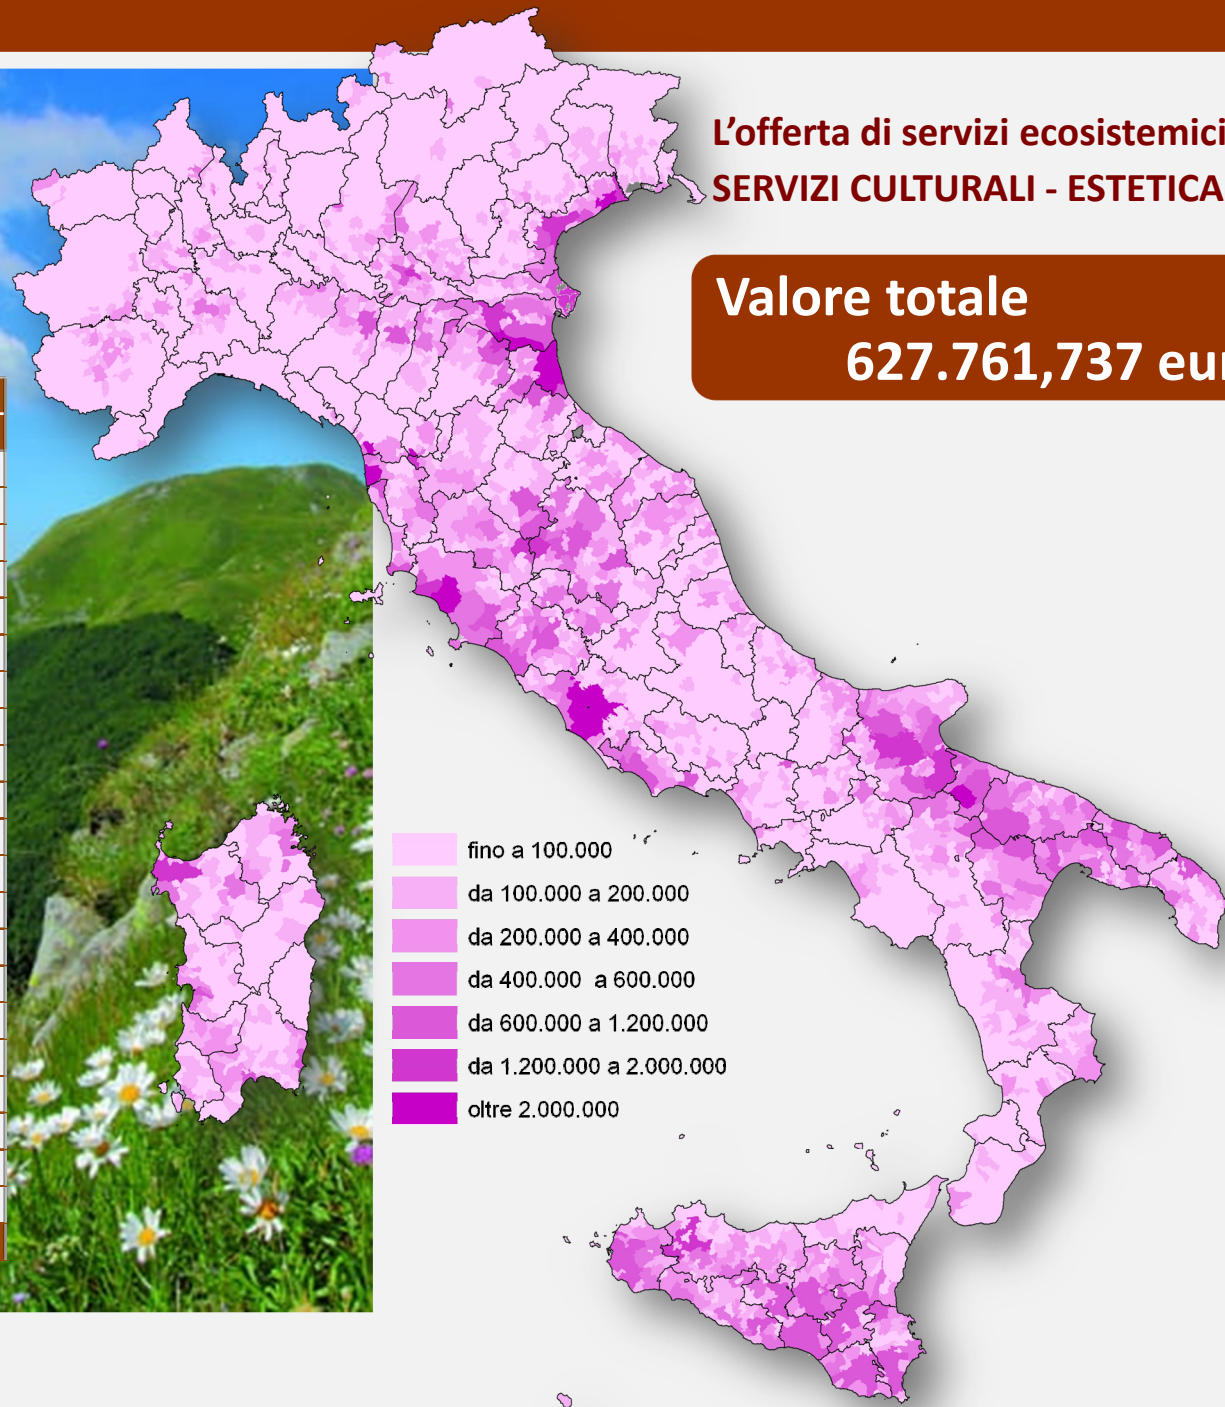 L'offerta di servizi ecosistemici
SERVIZI CULTURALI - ESTETICA
Valore totale
627.761,737 eur
fino a 100.000
da 100.000 a 200.000
da 200.000 a 400.000
da 400.000 a 600.000
da 600.000 a 1.200.000
da 1.200.000 a 2.000.000
oltre 2.000.000